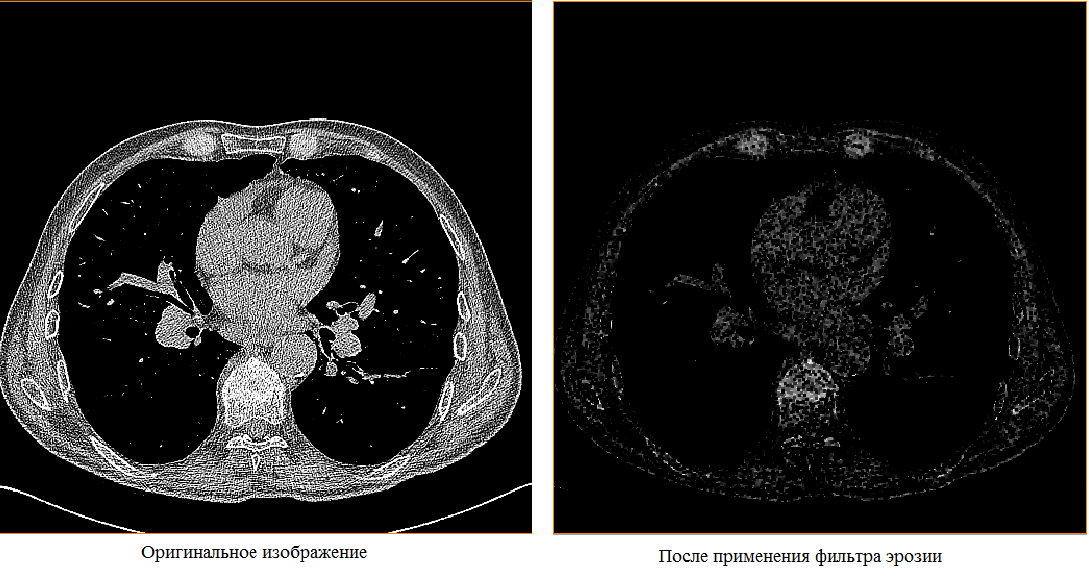 Оригинальное изображение
После применения фильтра эрозии